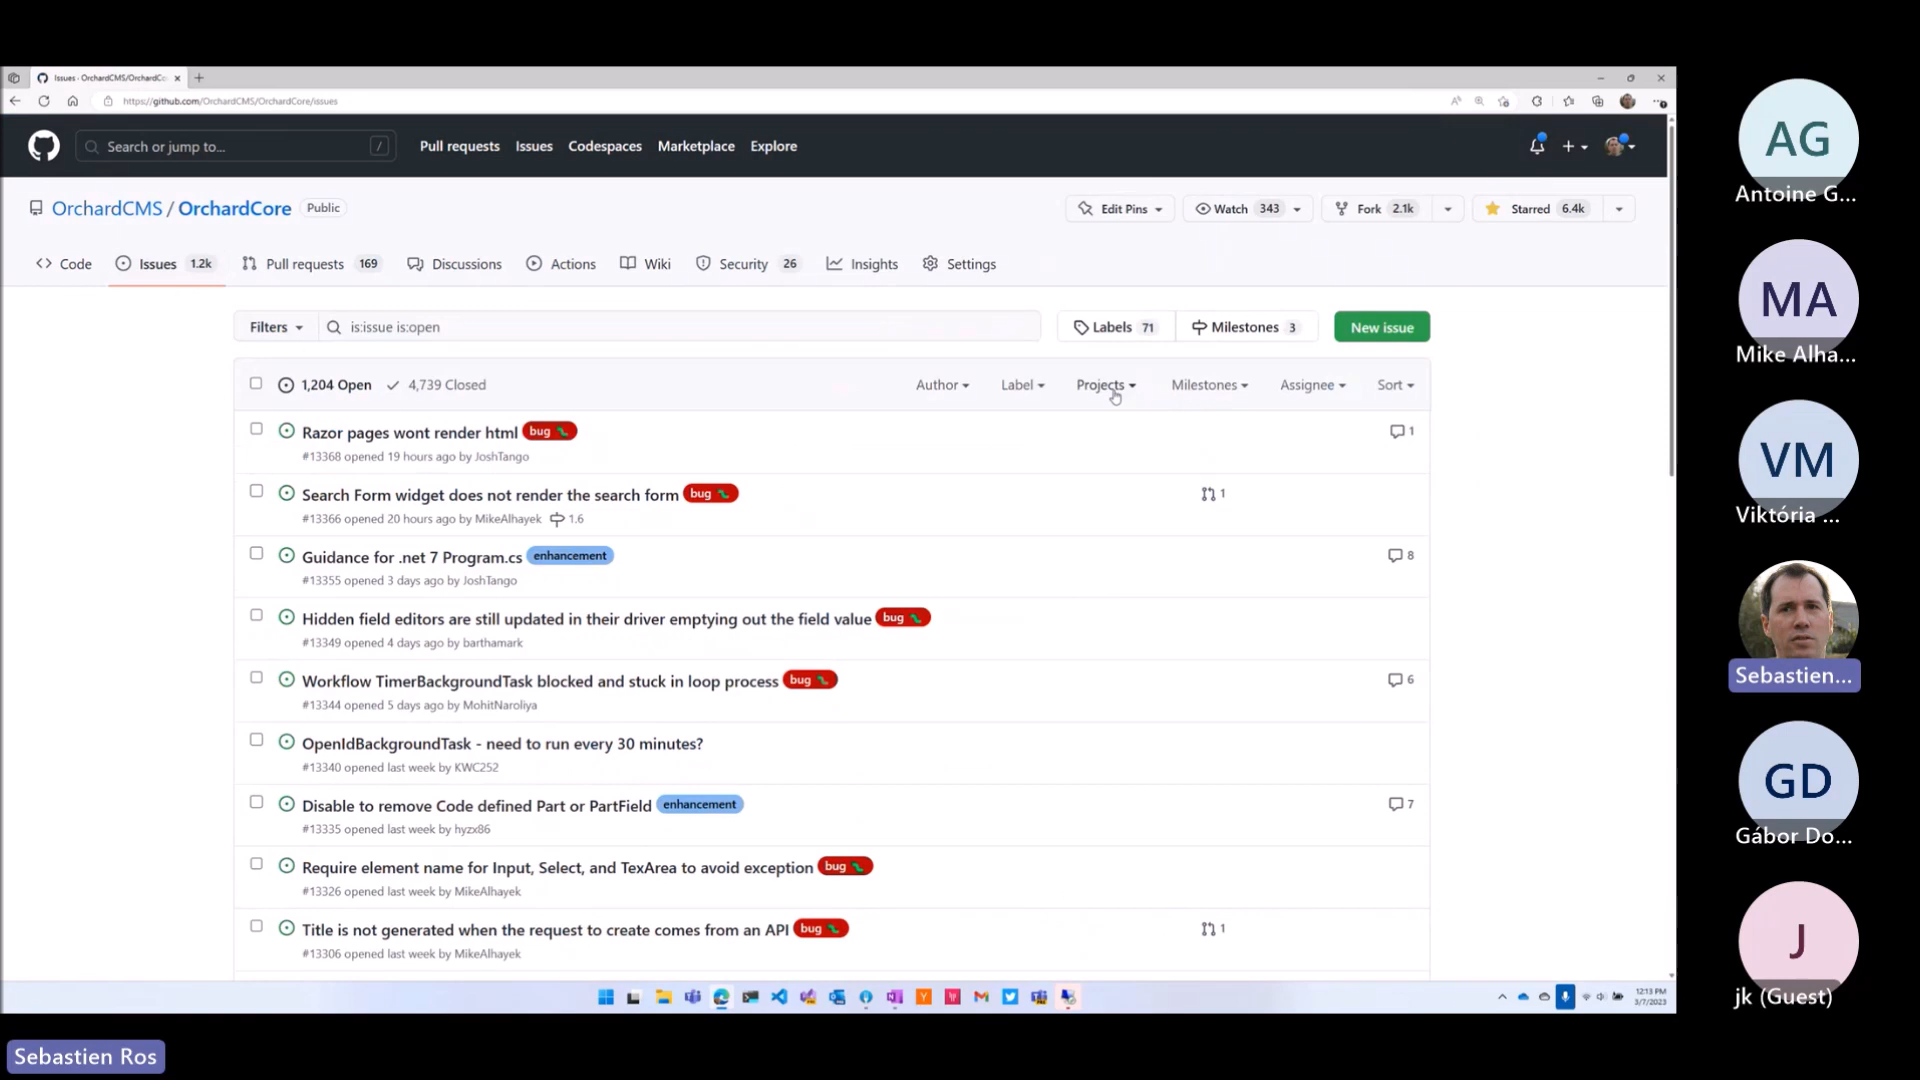 Issues · OrchardCMS/OrchardCo
https://github.com/OrchardCMS/OrchardCore/issues
Search or jump to... /
Pull requests Issues Codespaces Marketplace Explore
OrchardCMS / OrchardCore Public
Edit Pins Watch 343 Fork 2.1k Starred 6.4k
Code Issues 1.2k Pull requests 169 Discussions Actions Wiki Security 26 Insights Settings
Filters is:issue is:open Labels 71 Milestones 3 New issue
1,204 Open 4,739 Closed Author Label Projects Milestones Assignee Sort
Razor pages wont render html bug 1
#13368 opened 19 hours ago by JoshTango
Search Form widget does not render the search form bug 1
#13366 opened 20 hours ago by MikeAlhayek 1.6
Guidance for .net 7 Program.cs enhancement 8
#13355 opened 3 days ago by JoshTango
Hidden field editors are still updated in their driver emptying out the field value bug
#13349 opened 4 days ago by barthamark
Workflow TimerBackgroundTask blocked and stuck in loop process bug 6
#13344 opened 5 days ago by MohitNaroliya
OpenIdBackgroundTask - need to run every 30 minutes?
#13340 opened last week by KWC252
Disable to remove Code defined Part or PartField enhancement 7
#13335 opened last week by hyzx86
Require element name for Input, Select, and TexArea to avoid exception bug
#13326 opened last week by MikeAlhayek
Title is not generated when the request to create comes from an API bug 1
#13306 opened last week by MikeAlhayek
12:13 PM
3/7/2023
Sebastien Ros
AG
Antoine G...
MA
Mike Alha...
VM
Viktória ...
Sebastien...
GD
Gábor Do...
J
jk (Guest)